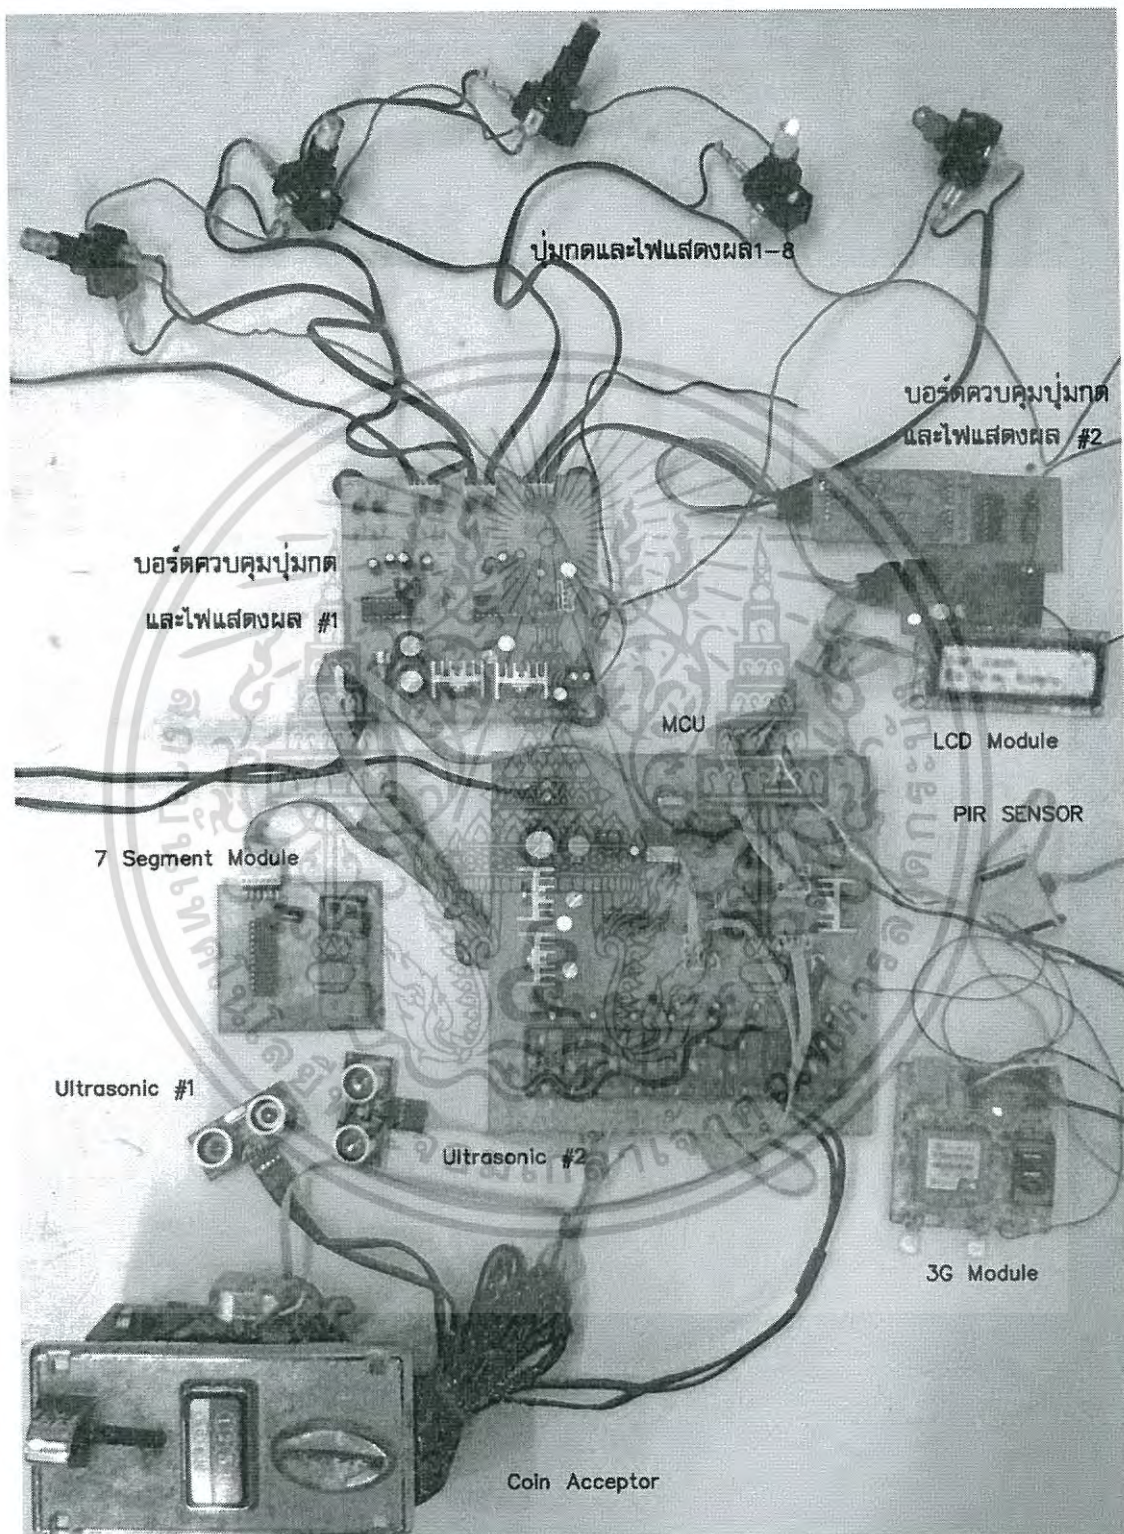 ปุ่มกดและไฟแสดงผล1-8
บอร์ดควบคุมปุ่มกด
และไฟแสดงผล #2
บอร์ดควบคุมปุ่มกด
และไฟแสดงผล #1
MCU
LCD Module
PIR SENSOR
7 Segment Module
Ultrasonic #1
Ultrasonic #2
3G Module
Coin Acceptor